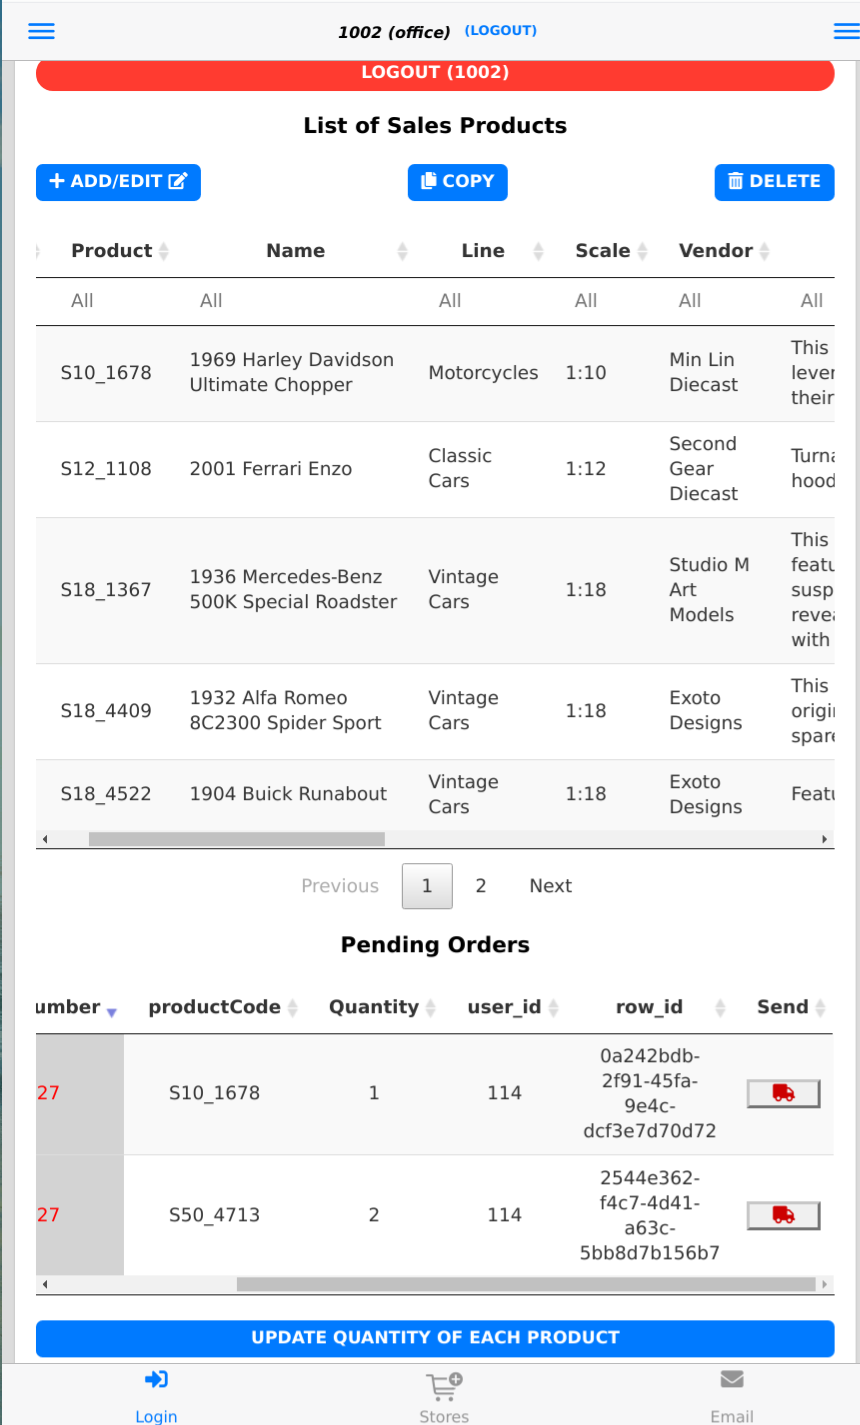 1002 (office) (LOGOUT)
LOGOUT (1002)
List of Sales Products
ADD/EDIT COPY DELETE
Product Name Line Scale Vendor
All All All All All All
S10_1678 1969 Harley Davidson Ultimate Chopper Motorcycles 1:10 Min Lin Diecast This lever their
S12_1108 2001 Ferrari Enzo Classic Cars 1:12 Second Gear Diecast Turna hood
S18_1367 1936 Mercedes-Benz 500K Special Roadster Vintage Cars 1:18 Studio M Art Models This featu susp revea with
S18_4409 1932 Alfa Romeo 8C2300 Spider Sport Vintage Cars 1:18 Exoto Designs This origin spare
S18_4522 1904 Buick Runabout Vintage Cars 1:18 Exoto Designs Featu
Previous 1 2 Next
Pending Orders
umber productCode Quantity user_id row_id Send
27 S10_1678 1 114 0a242bdb-2f91-45fa-9e4c-dcf3e7d70d72
27 S50_4713 2 114 2544e362-f4c7-4d41-a63c-5bb8d7b156b7
UPDATE QUANTITY OF EACH PRODUCT
Login Stores Email